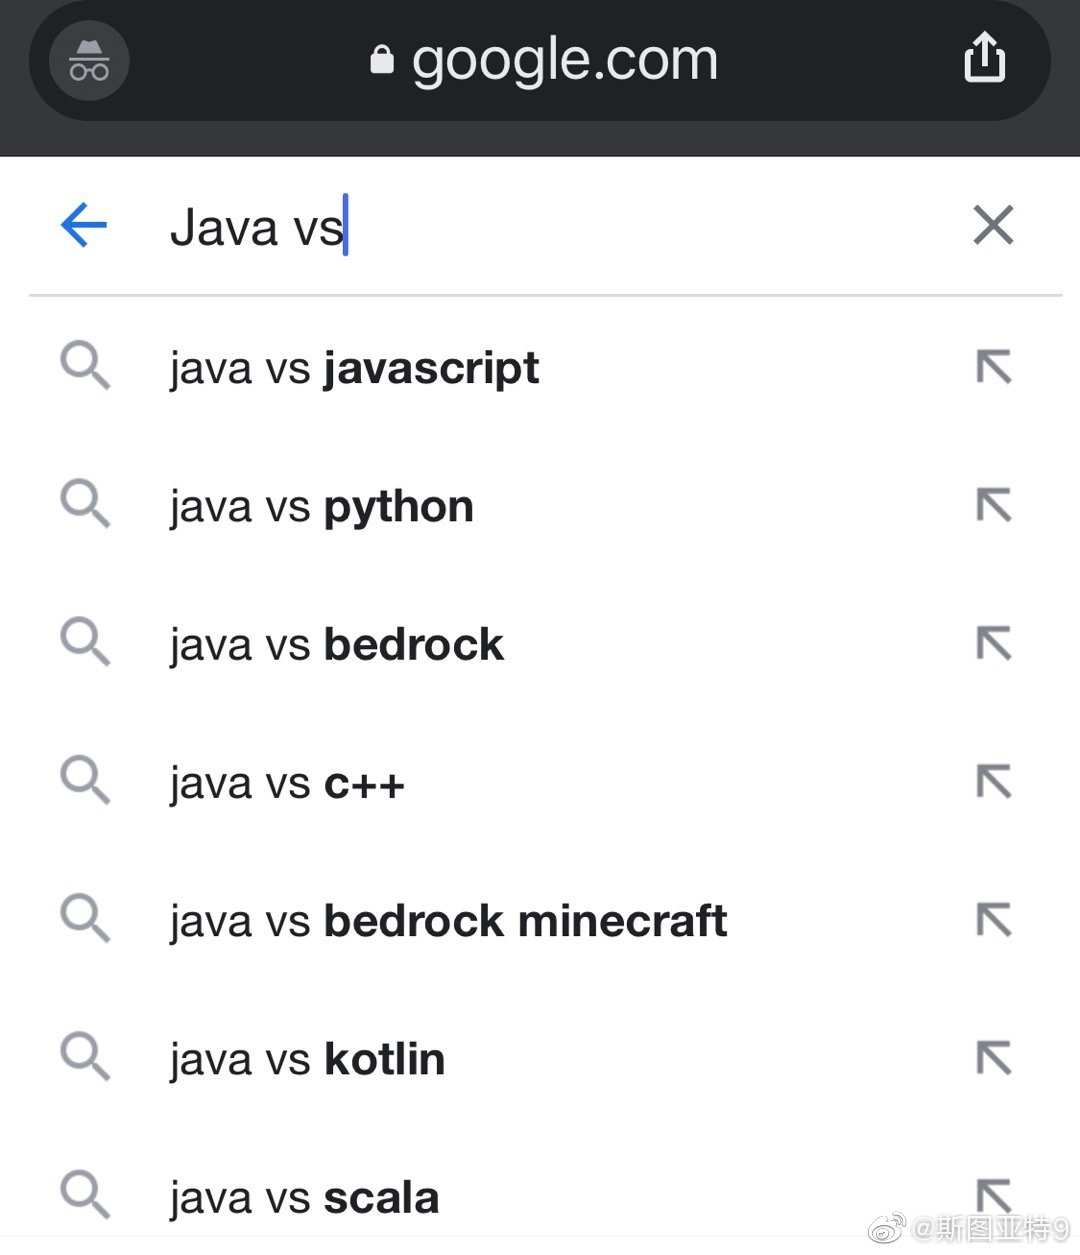 google.com
Java vs
java vs javascript
java vs python
java vs bedrock
java vs c++
java vs bedrock minecraft
java vs kotlin
java vs scala
@斯图亚特9